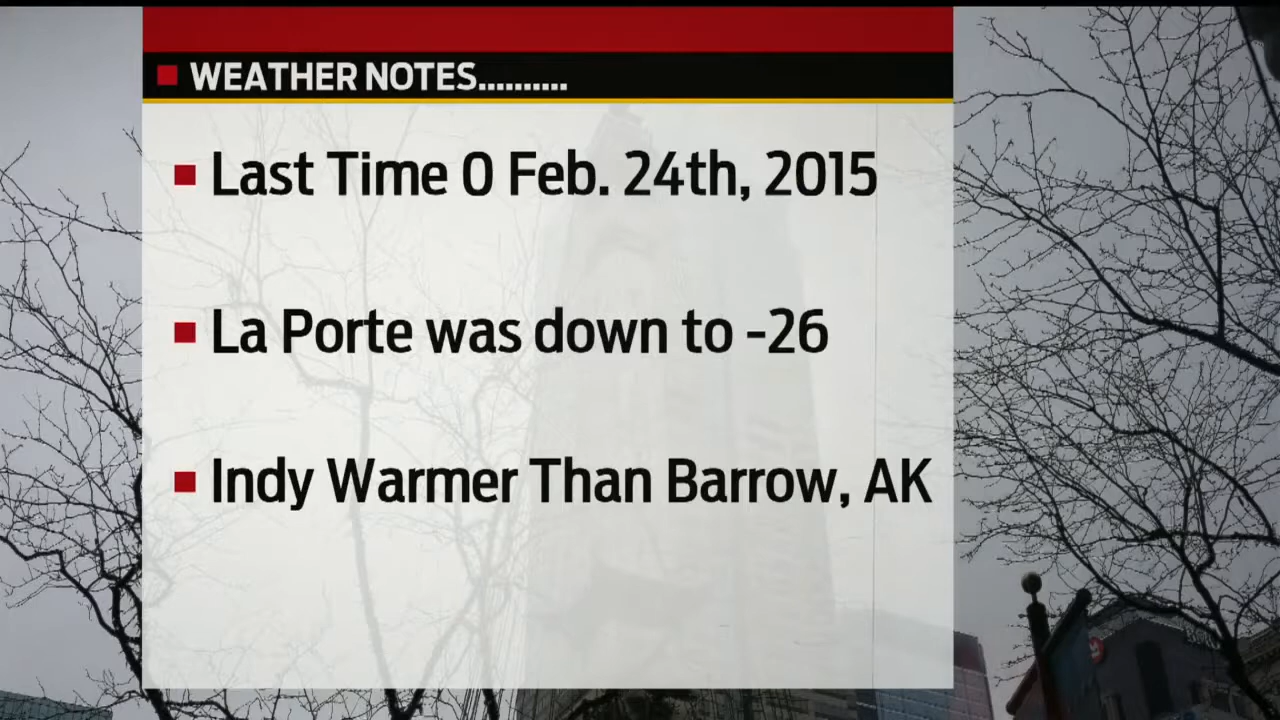 WEATHER NOTES..........
Last Time 0 Feb. 24th, 2015
La Porte was down to -26
Indy Warmer Than Barrow, AK